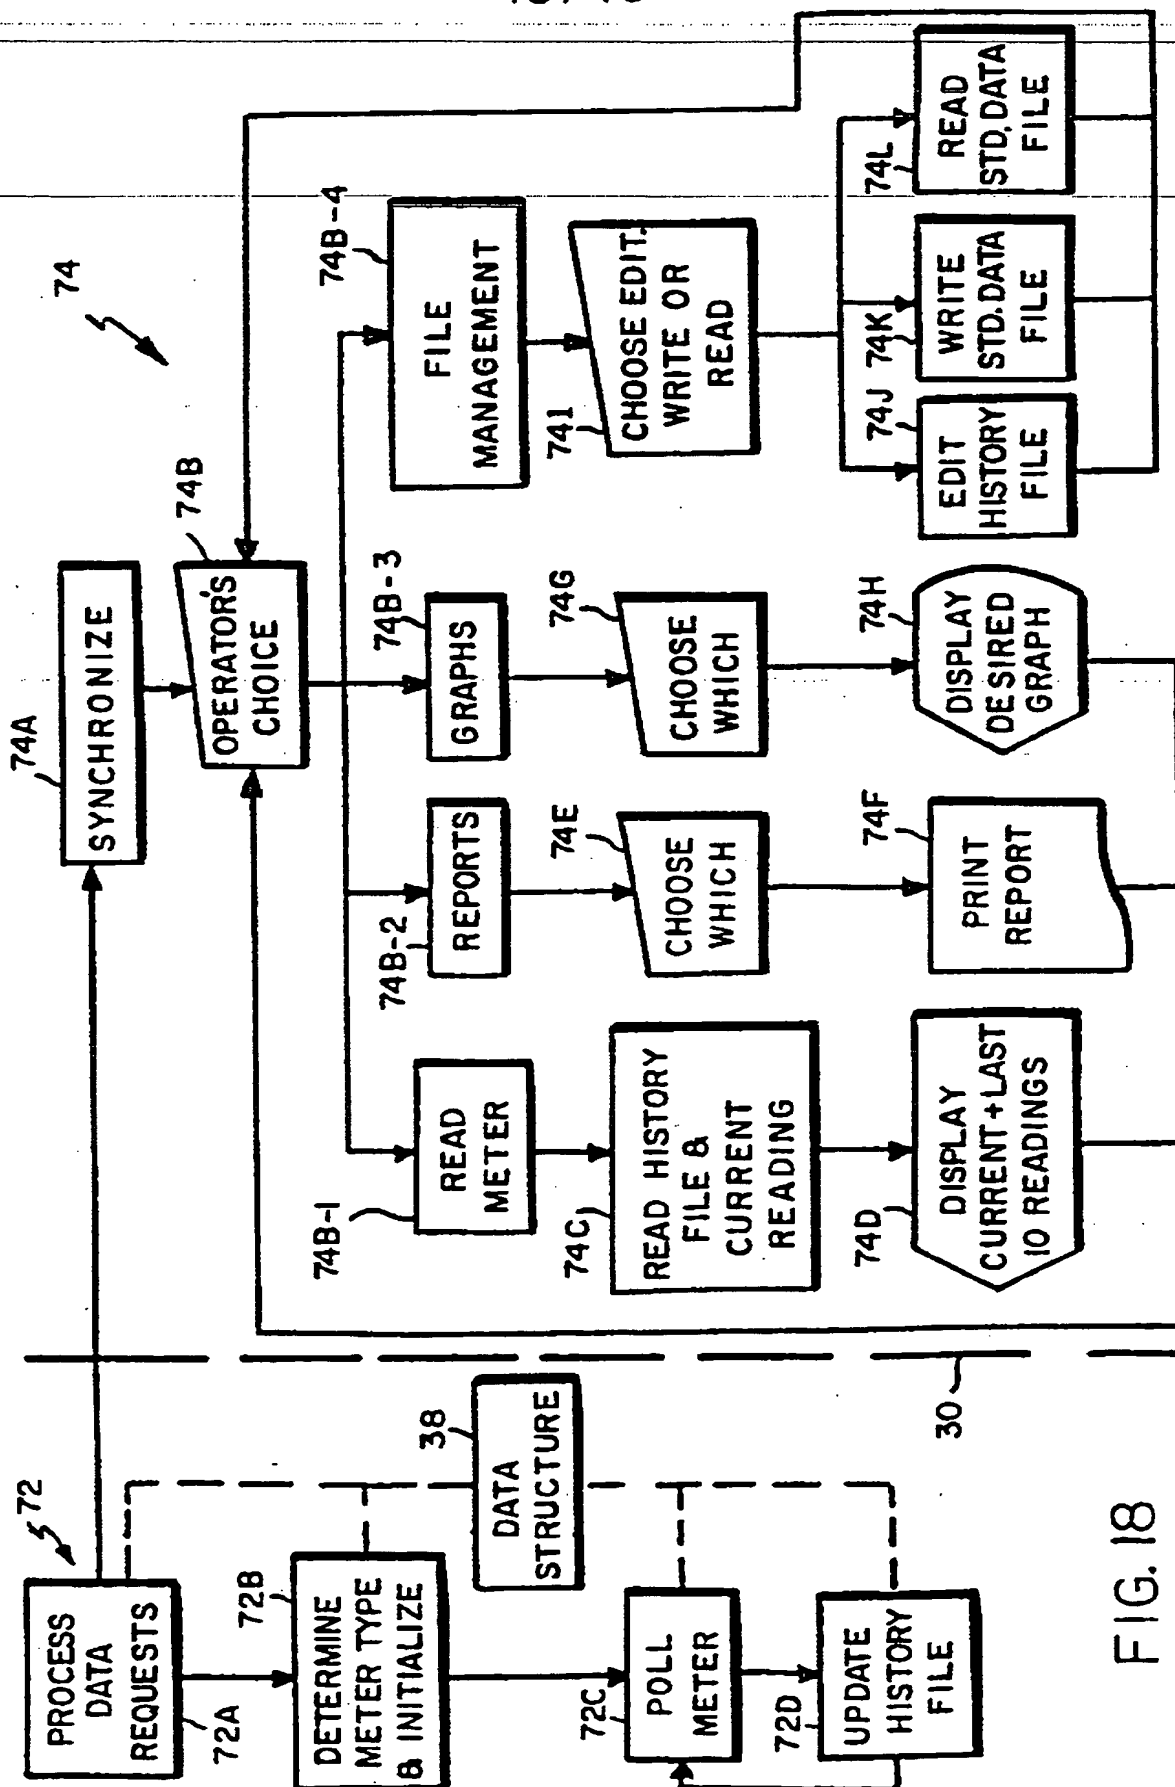 72
PROCESS
DATA
REQUESTS
72A
72B
DETERMINE
METER TYPE
& INITIALIZE
38
DATA
STRUCTURE
72C
POLL
METER
72D
UPDATE
HISTORY
FILE
30
74
74A
SYNCHRONIZE
74B
OPERATOR'S
CHOICE
74B-1
READ
METER
74B-2
REPORTS
74B-3
GRAPHS
74B-4
FILE
MANAGEMENT
74C
READ HISTORY
FILE &
CURRENT
READING
74E
CHOOSE
WHICH
74G
CHOOSE
WHICH
74I
CHOOSE EDIT.
WRITE OR
READ
74D
DISPLAY
CURRENT+LAST
10 READINGS
74F
PRINT
REPORT
74H
DISPLAY
DESIRED
GRAPH
74J
EDIT
HISTORY
FILE
74K
WRITE
STD. DATA
FILE
74L
READ
STD. DATA
FILE
FIG. 18